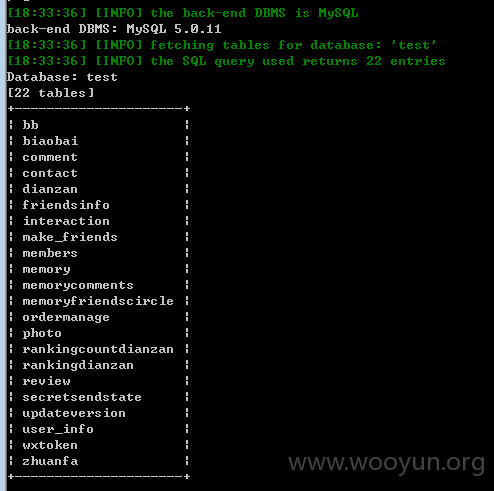 [18:33:36] [INFO] the back-end DBMS is MySQL
back-end DBMS: MySQL 5.0.11
[18:33:36] [INFO] fetching tables for database: 'test'
[18:33:36] [INFO] the SQL query used returns 22 entries
Database: test
[22 tables]
+---------------------+
¦ bb ¦
¦ biaobai ¦
¦ comment ¦
¦ contact ¦
¦ dianzan ¦
¦ friendsinfo ¦
¦ interaction ¦
¦ make_friends ¦
¦ members ¦
¦ memory ¦
¦ memorycomments ¦
¦ memoryfriendscircle ¦
¦ ordermanage ¦
¦ photo ¦
¦ rankingcountdianzan ¦
¦ rankingdianzan ¦
¦ review ¦
¦ secretsendstate ¦
¦ updateversion ¦
¦ user_info ¦
¦ wxtoken ¦
¦ zhuanfa ¦
+---------------------+
www.wooyun.org